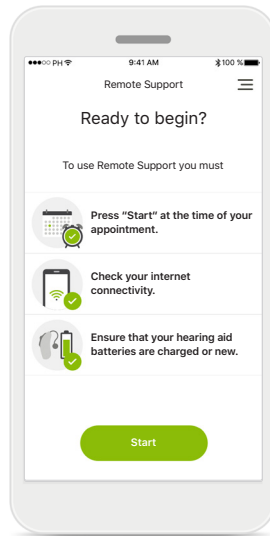 ●●●○○ PH 9:41 AM 100 %
Remote Support
Ready to begin?
To use Remote Support you must
Press “Start” at the time of your
appointment.
Check your internet
connectivity.
Ensure that your hearing aid
batteries are charged or new.
Start